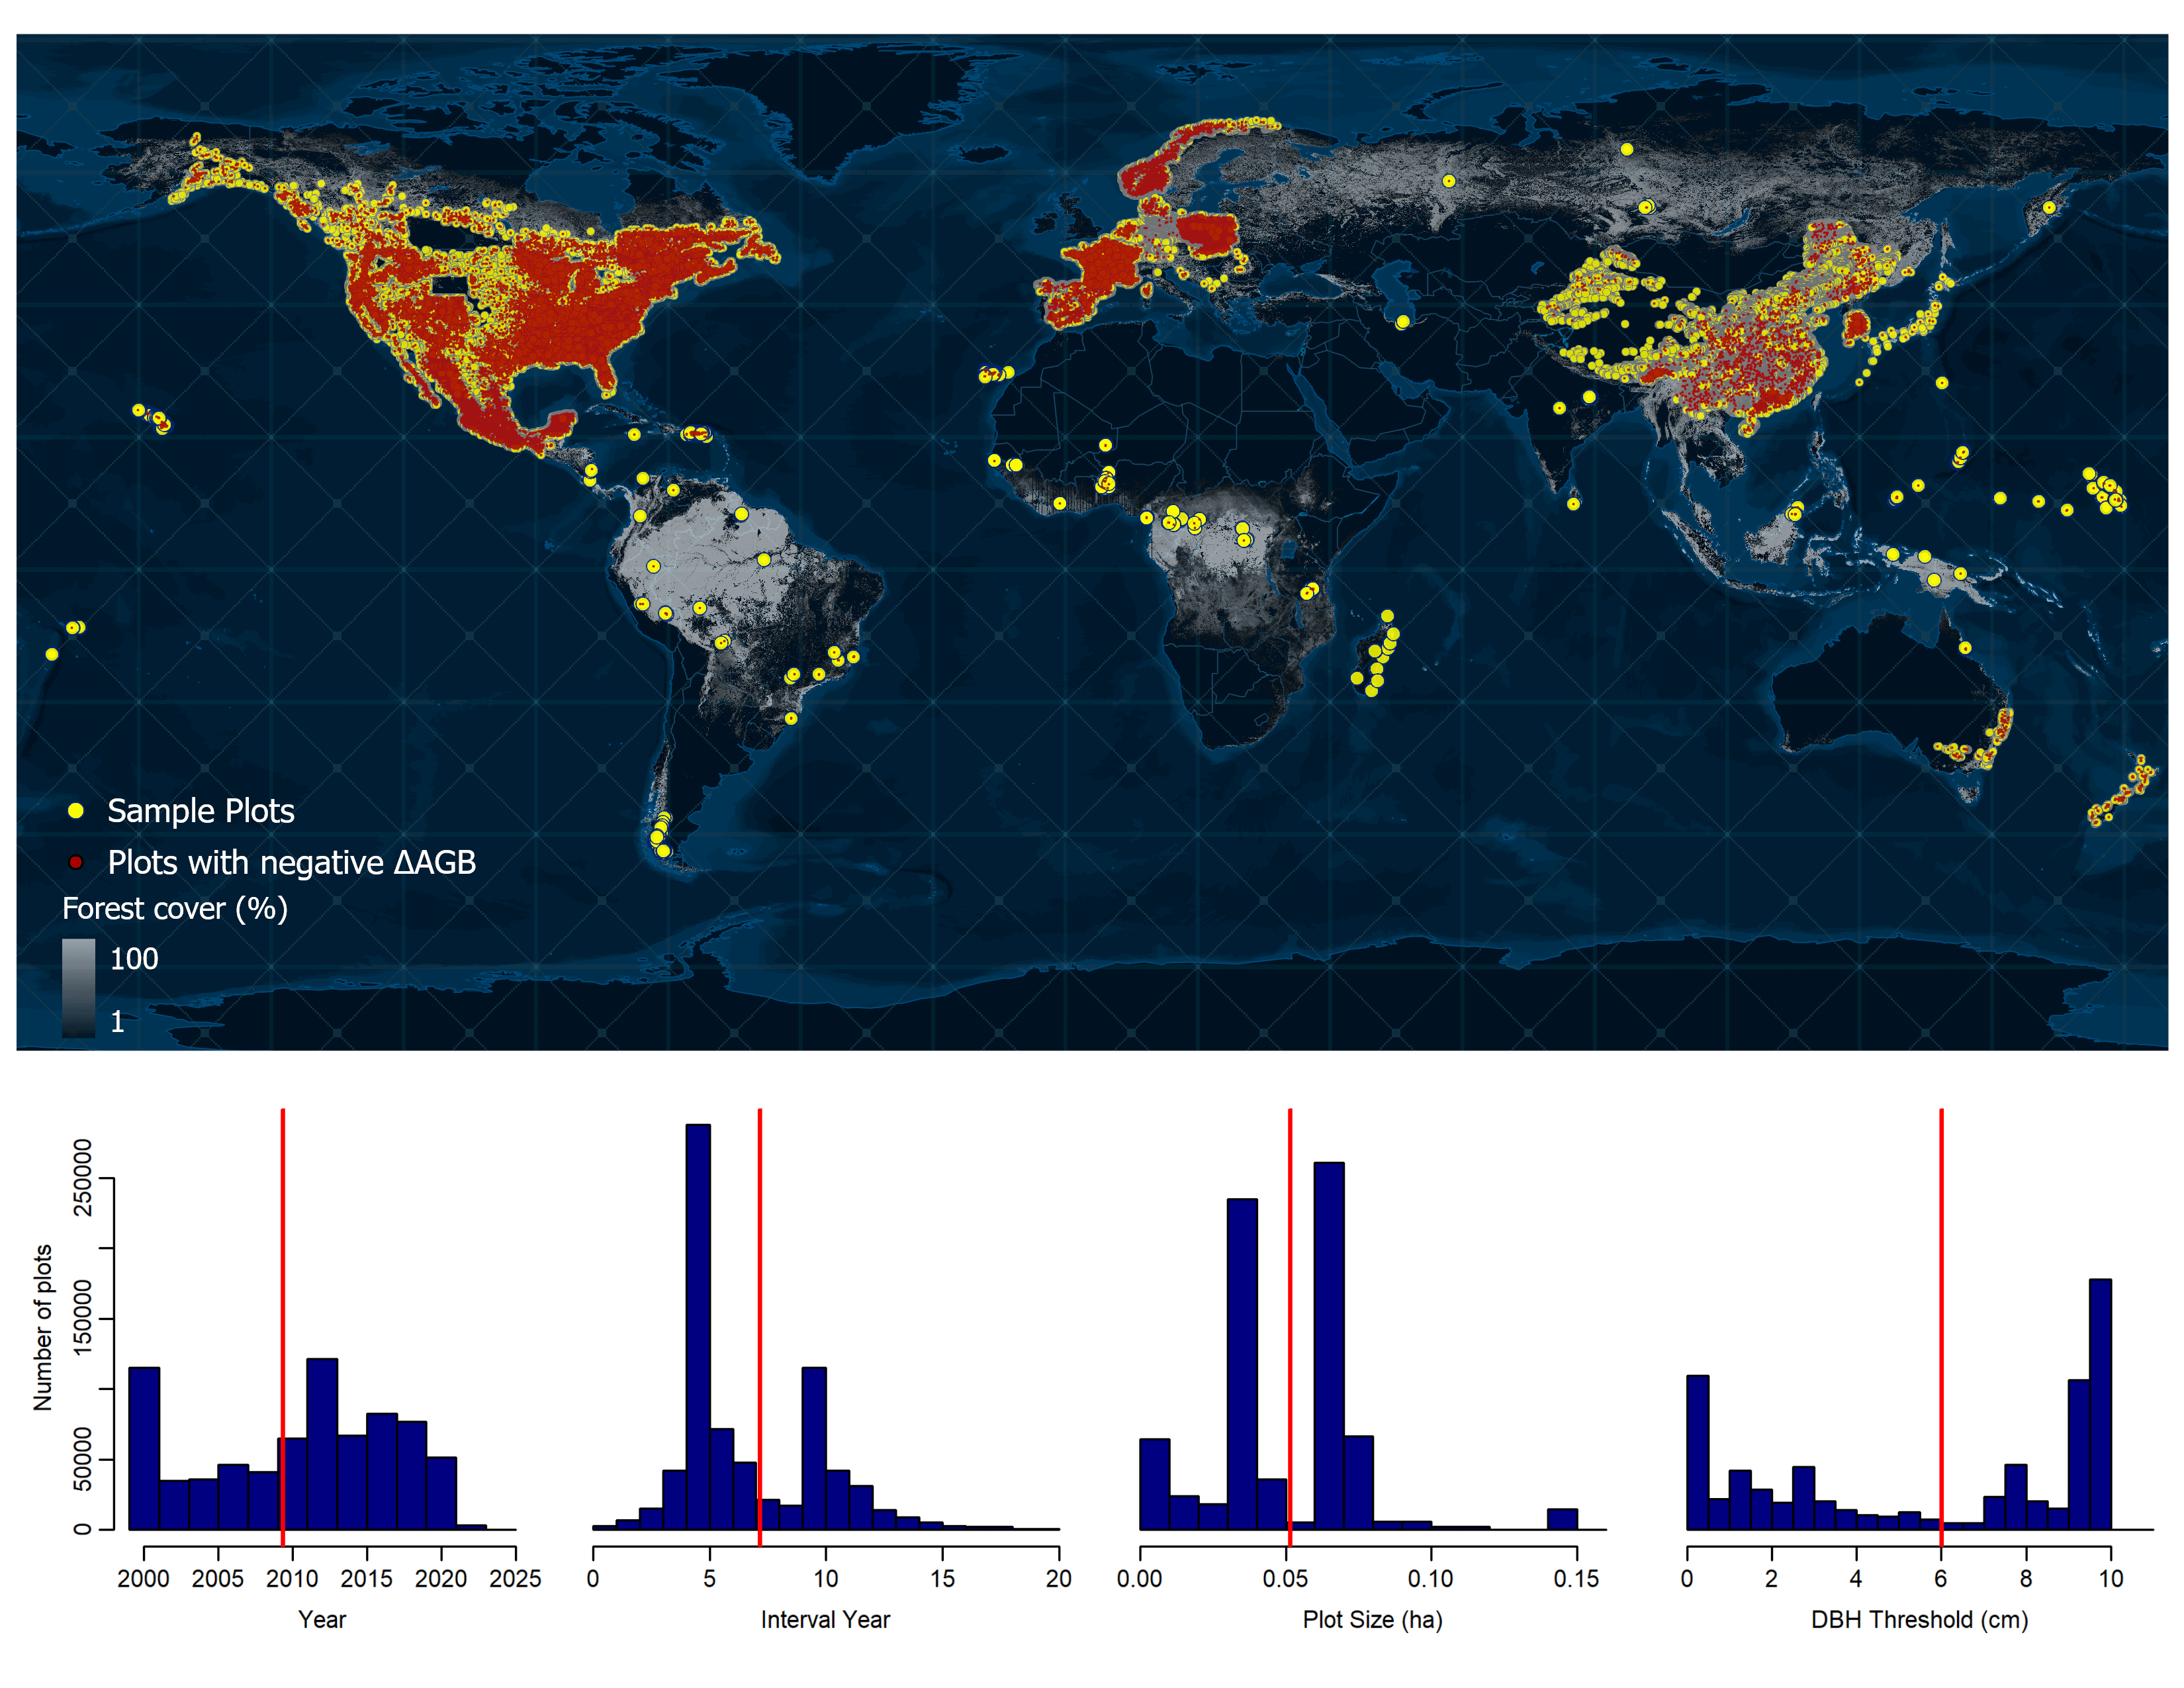 Sample Plots
Plots with negative ΔAGB
Forest cover (%)
100
1
Number of plots
0
50000
150000
250000
2000 2005 2010 2015 2020 2025
Year
0 5 10 15 20
Interval Year
0.00 0.05 0.10 0.15
Plot Size (ha)
0 2 4 6 8 10
DBH Threshold (cm)